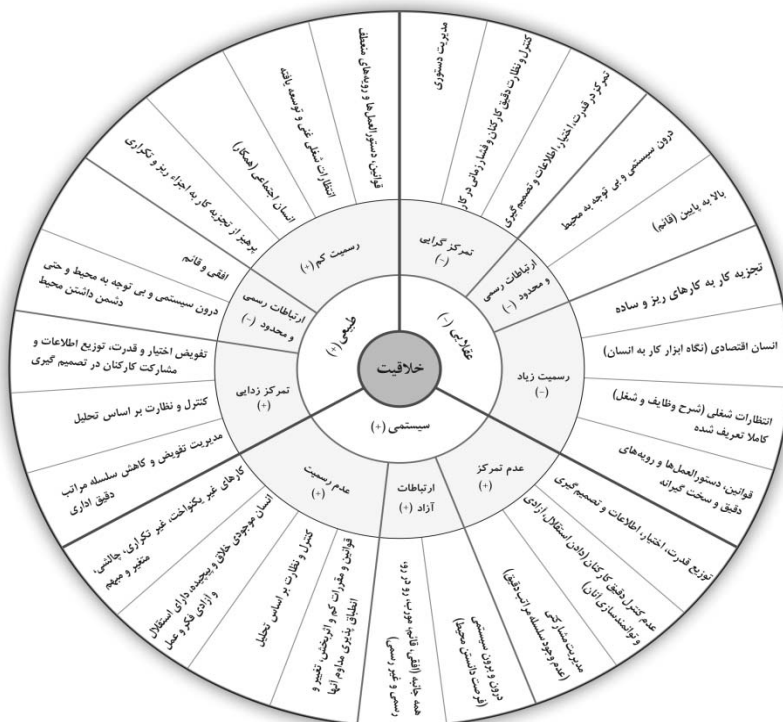 خلاقیت
عقلایی (-)
تمرکز گرایی
(-)
مدیریت دستوری
کنترل و نظارت دقیق کارکنان و فشار زمانی در کار
تمرکز در قدرت، اختیار، اطلاعات و تصمیم گیری
ارتباطات رسمی
و محدود (-)
درون سیستمی و بی توجه به محیط
بالا به پایین (قائم)
رسمیت زیاد
(-)
تجزیه کار به کارهای ریز و ساده
انسان اقتصادی (نگاه ابزار کار به انسان)
انتظارات شغلی (شرح وظایف و شغل)
کاملا تعریف شده
قوانین، دستورالعمل‌ها و رویه‌های
دقیق و سخت گیرانه
سیستمی (+)
عدم تمرکز
(+)
توزیع قدرت، اختیار، اطلاعات و تصمیم گیری
عدم کنترل دقیق کارکنان (دادن استقلال، ازادی
و توانمندسازی آنان)
مدیریت مشارکتی
(عدم وجود سلسله مراتب دقیق)
ارتباطات
آزاد (+)
درون و برون سیستمی
(فرصت دانستن محیط)
همه جانبه (افقی، قائم، مورب، رو در رو،
رسمی و غیر رسمی)
عدم رسمیت
(+)
قوانین و مقررات کم و اثربخش، تغییر و
انطباق پذیری مداوم آنها
کنترل و نظارت بر اساس تحلیل
انسان موجودی خلاق و پیچیده، دارای استقلال
و ازادی فکر و عمل
کارهای غیر یکنواخت، غیر تکراری، چالشی،
متغیر و مبهم
طبیعی (+)
تمرکز زدایی
(+)
مدیریت تفویض و کاهش سلسله مراتب
دقیق اداری
کنترل و نظارت بر اساس تحلیل
تفویض اختیار و قدرت، توزیع اطلاعات و
مشارکت کارکنان در تصمیم گیری
ارتباطات رسمی
و محدود (-)
درون سیستمی و بی توجه به محیط و حتی
دشمن داشتن محیط
افقی و قائم
رسمیت کم (+)
پرهیز از تجزیه کار به اجزاء ریز و تکراری
انسان اجتماعی (همکار)
انتظارات شغلی غنی و توسعه یافته
قوانین، دستورالعمل‌ها و رویه‌های منعطف